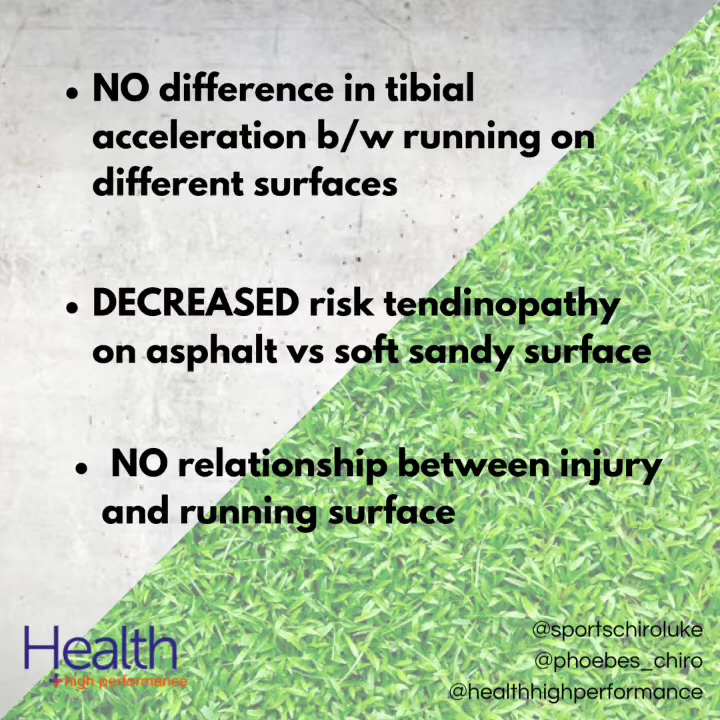 • NO difference in tibial
acceleration b/w running on
different surfaces
• DECREASED risk tendinopathy
on asphalt vs soft sandy surface
• NO relationship between injury
and running surface
Health
+high performance
@sportschiroluke
@phoebes_chiro
@healthhighperformance